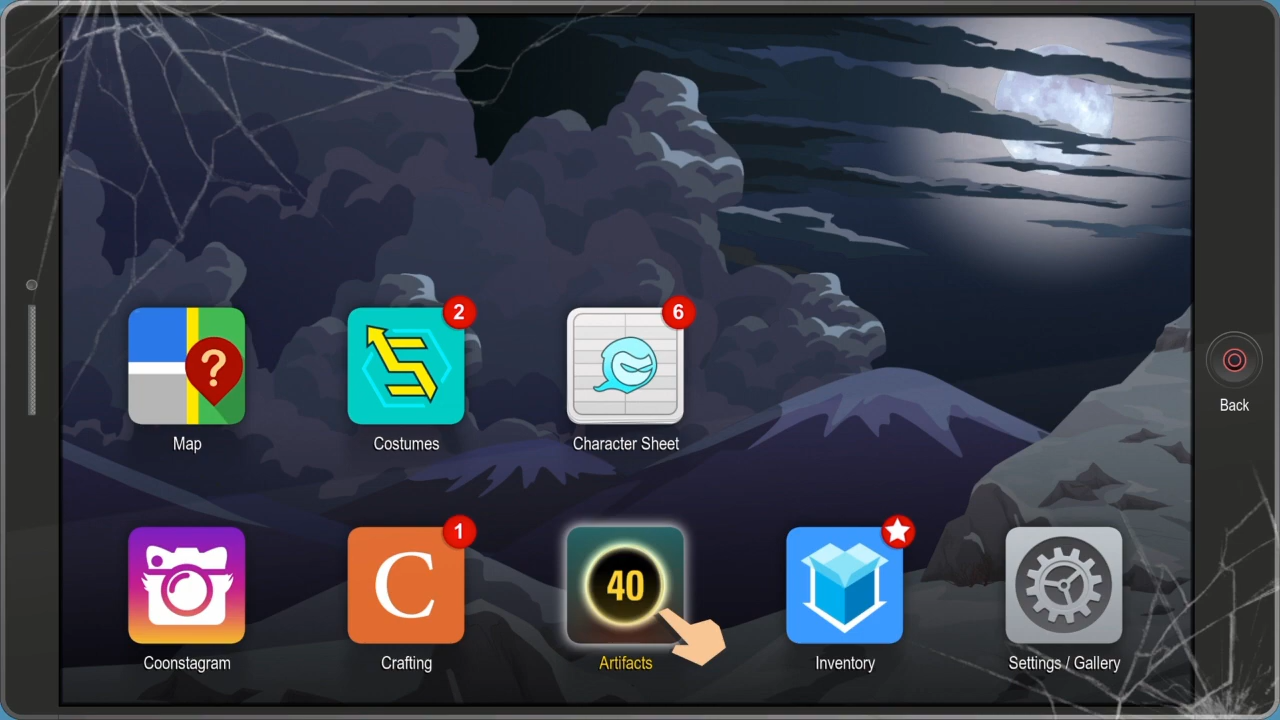 2
6
?
Map
Costumes
Character Sheet
Back
1
C
40
Coonstagram
Crafting
Artifacts
Inventory
Settings / Gallery